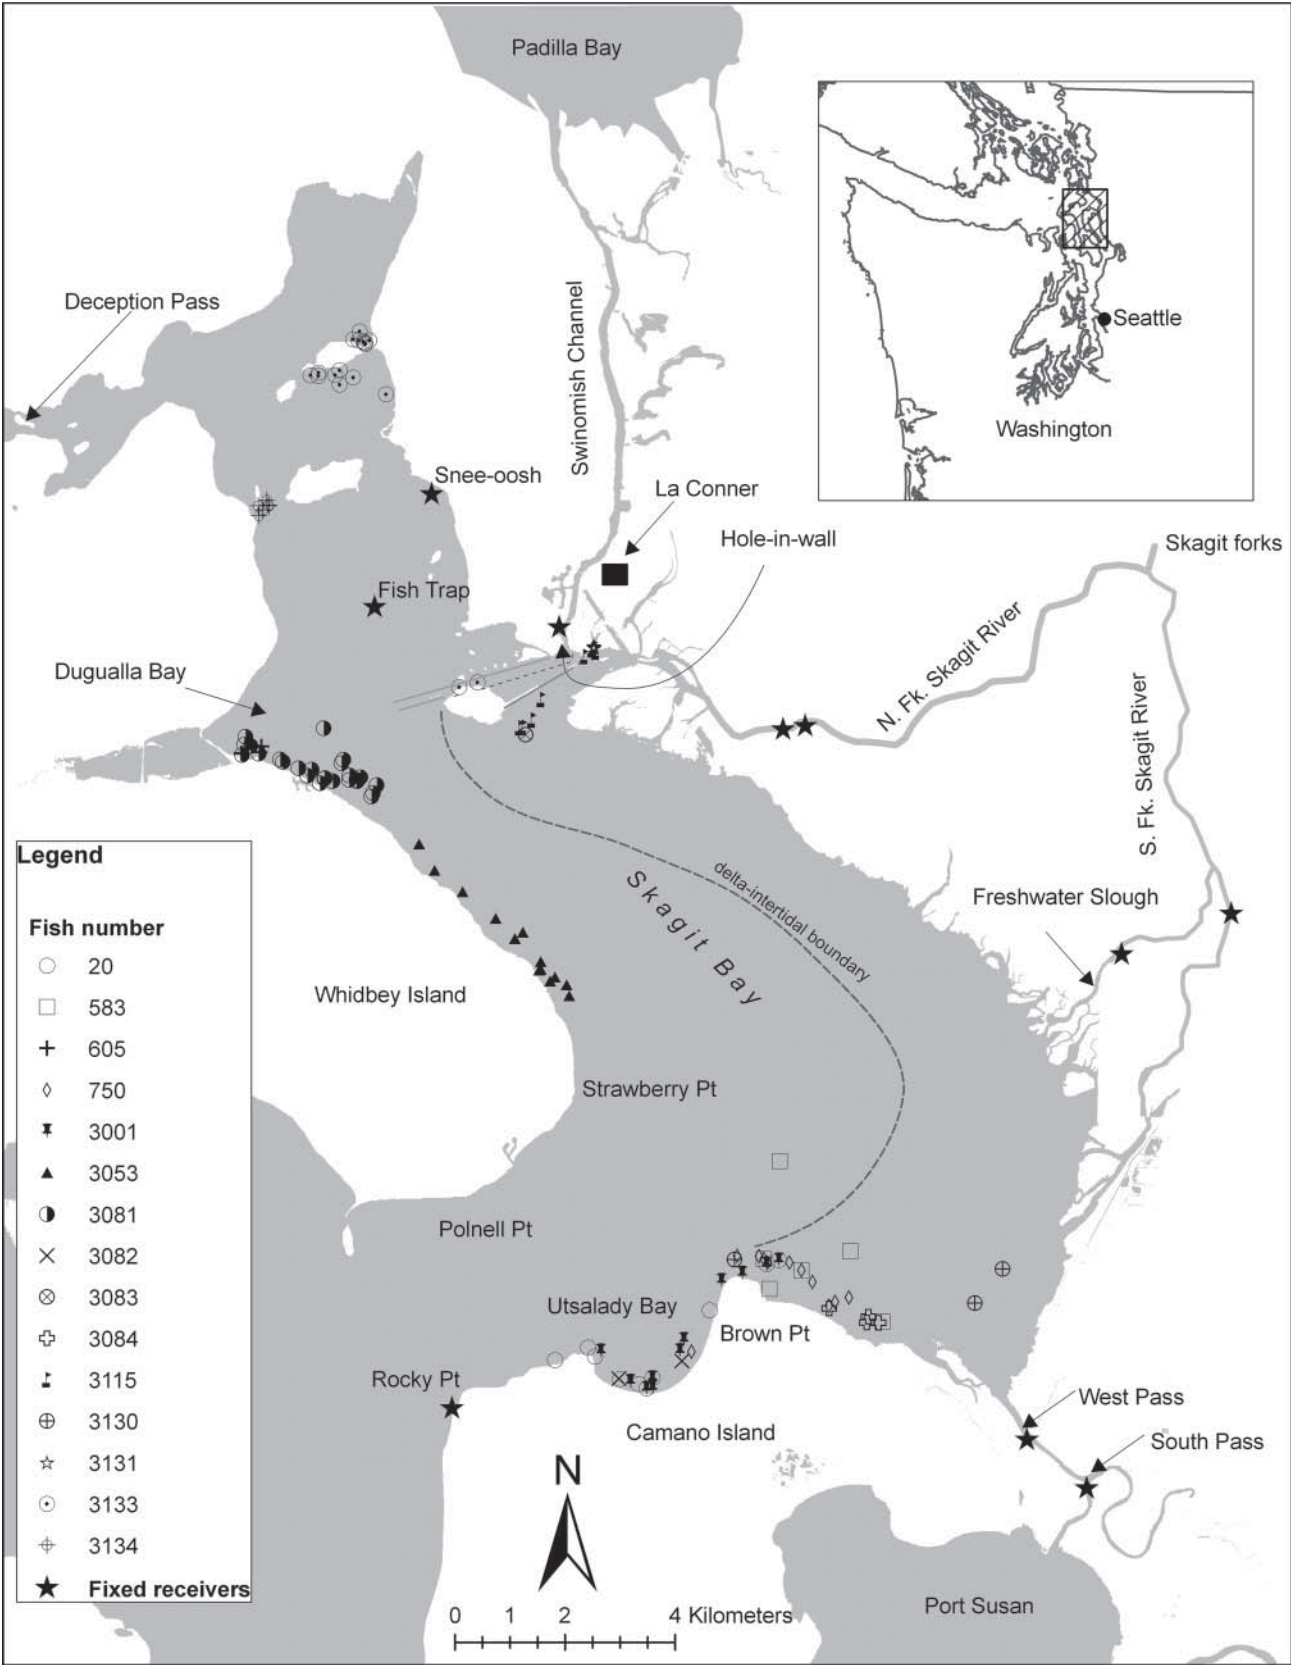 Padilla Bay
Deception Pass
Swinomish Channel
Seattle
Washington
Snee-oosh
La Conner
Hole-in-wall
Skagit forks
Fish Trap
N. Fk. Skagit River
Dugualla Bay
S. Fk. Skagit River
delta-intertidal boundary
Skagit Bay
Freshwater Slough
Whidbey Island
Strawberry Pt
Polnell Pt
Utsalady Bay
Brown Pt
Rocky Pt
Camano Island
West Pass
South Pass
Port Susan
Legend
Fish number
20
583
605
750
3001
3053
3081
3082
3083
3084
3115
3130
3131
3133
3134
Fixed receivers
N
0 1 2 4 Kilometers